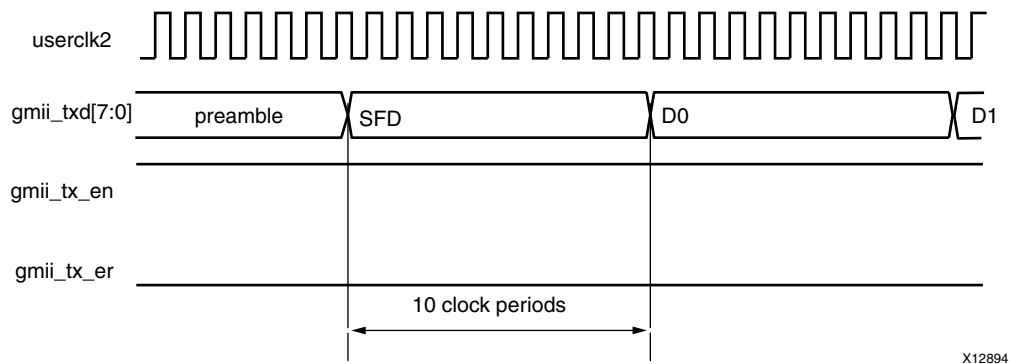 userclk2
gmii_txd[7:0] preamble SFD D0 D1
gmii_tx_en
gmii_tx_er
10 clock periods
X12894